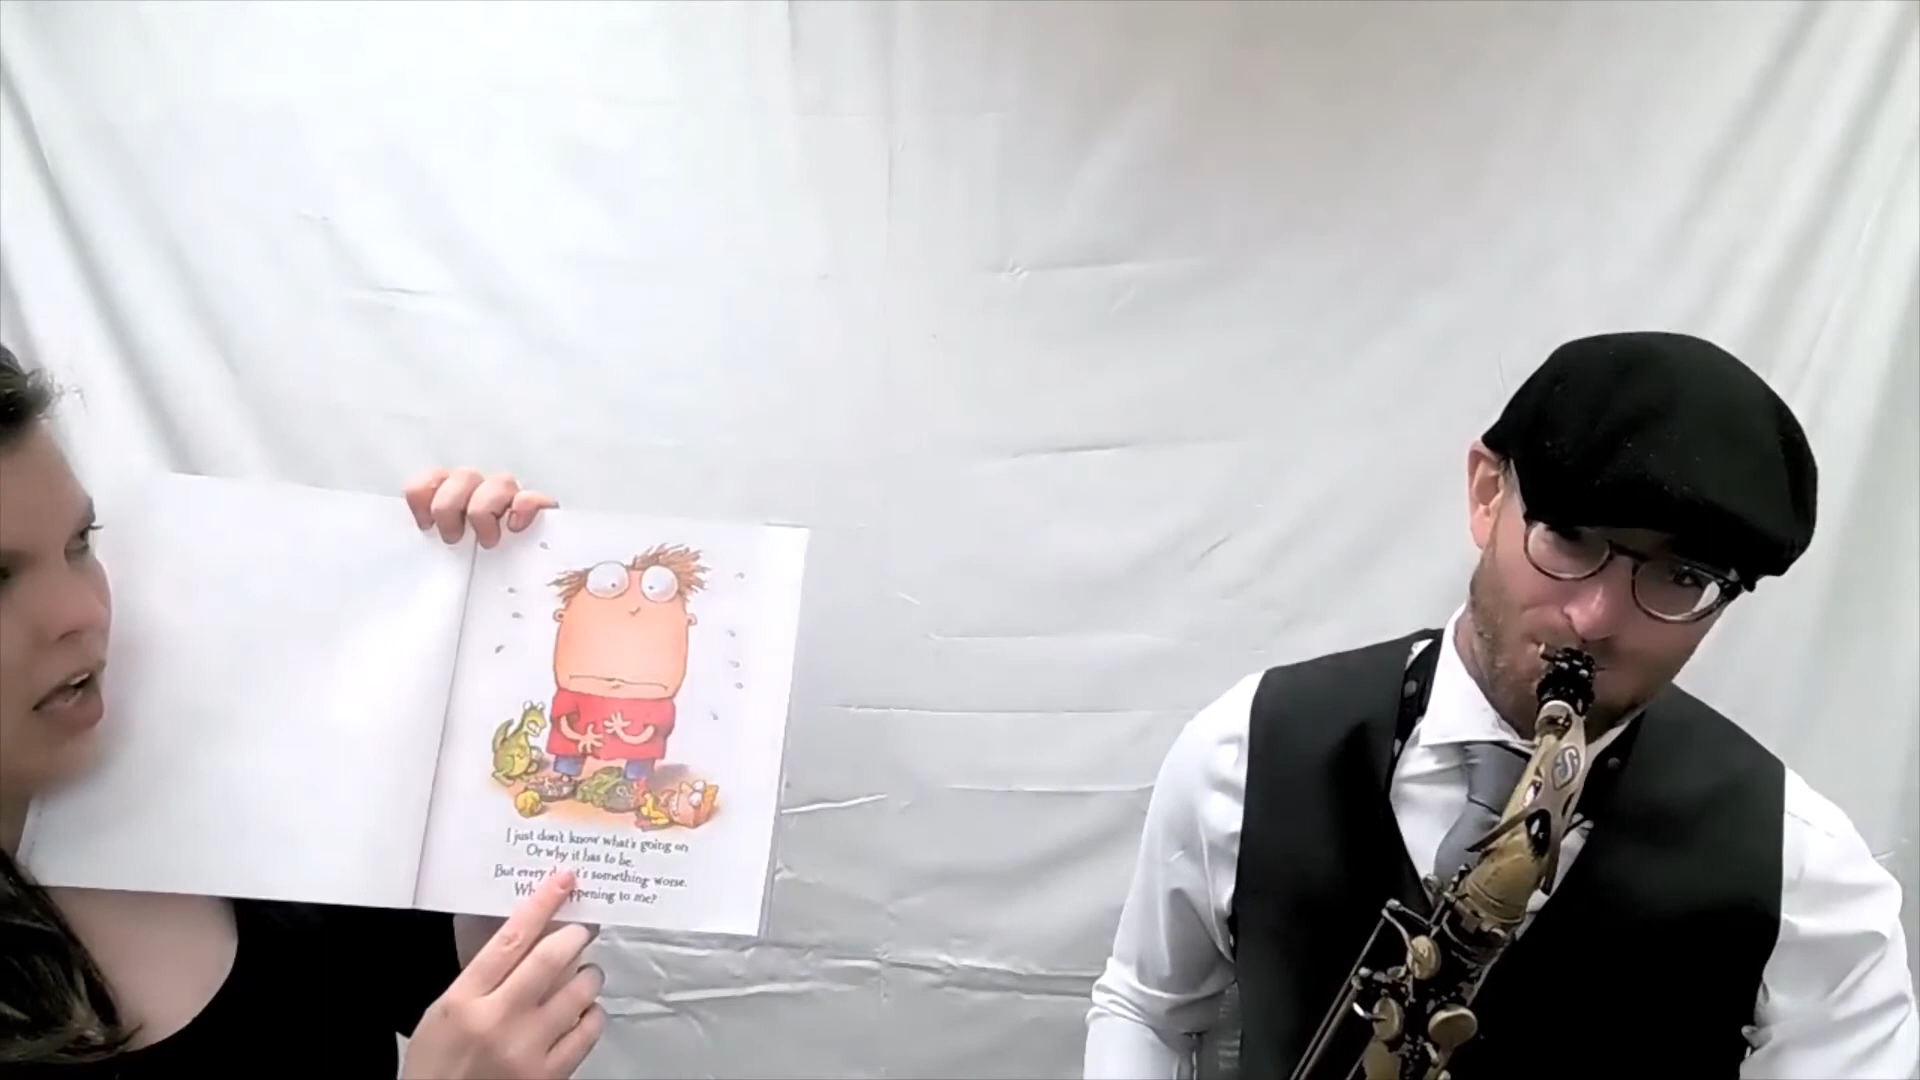 I just don't know what's going on
Or why it has to be.
But every something worse.
to me?